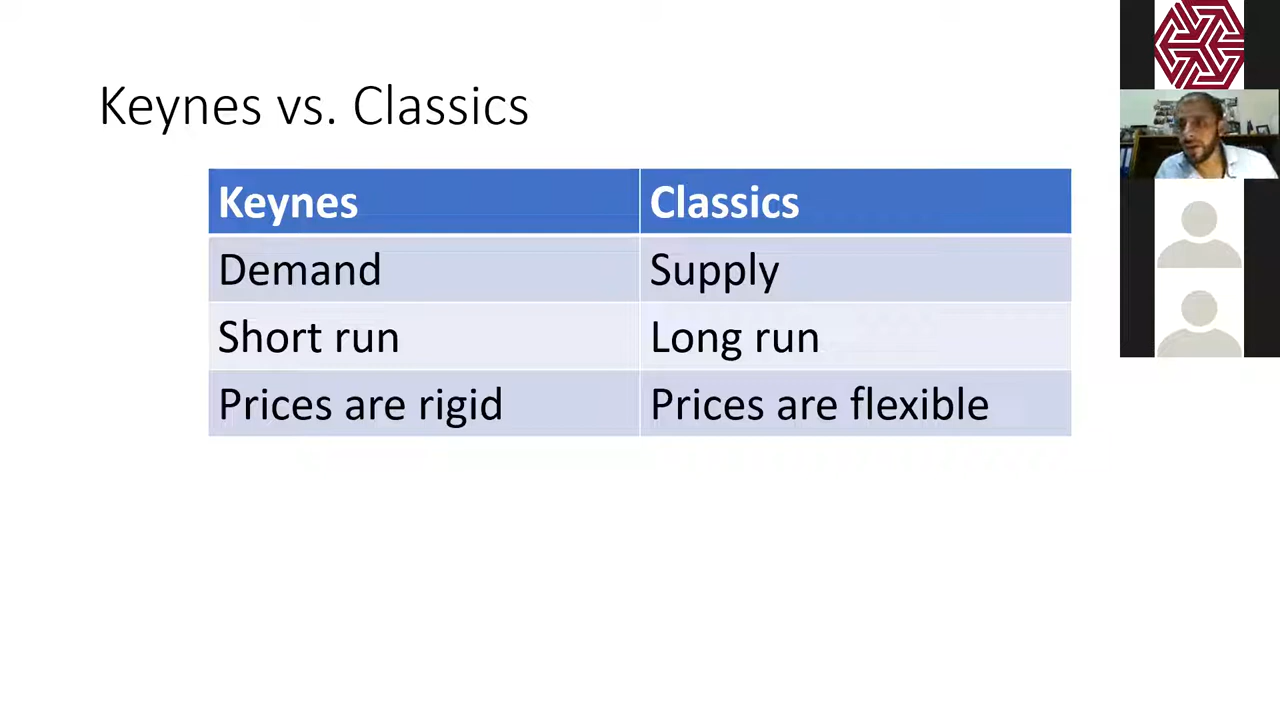 Keynes vs. Classics
Keynes Classics
Demand Supply
Short run Long run
Prices are rigid Prices are flexible